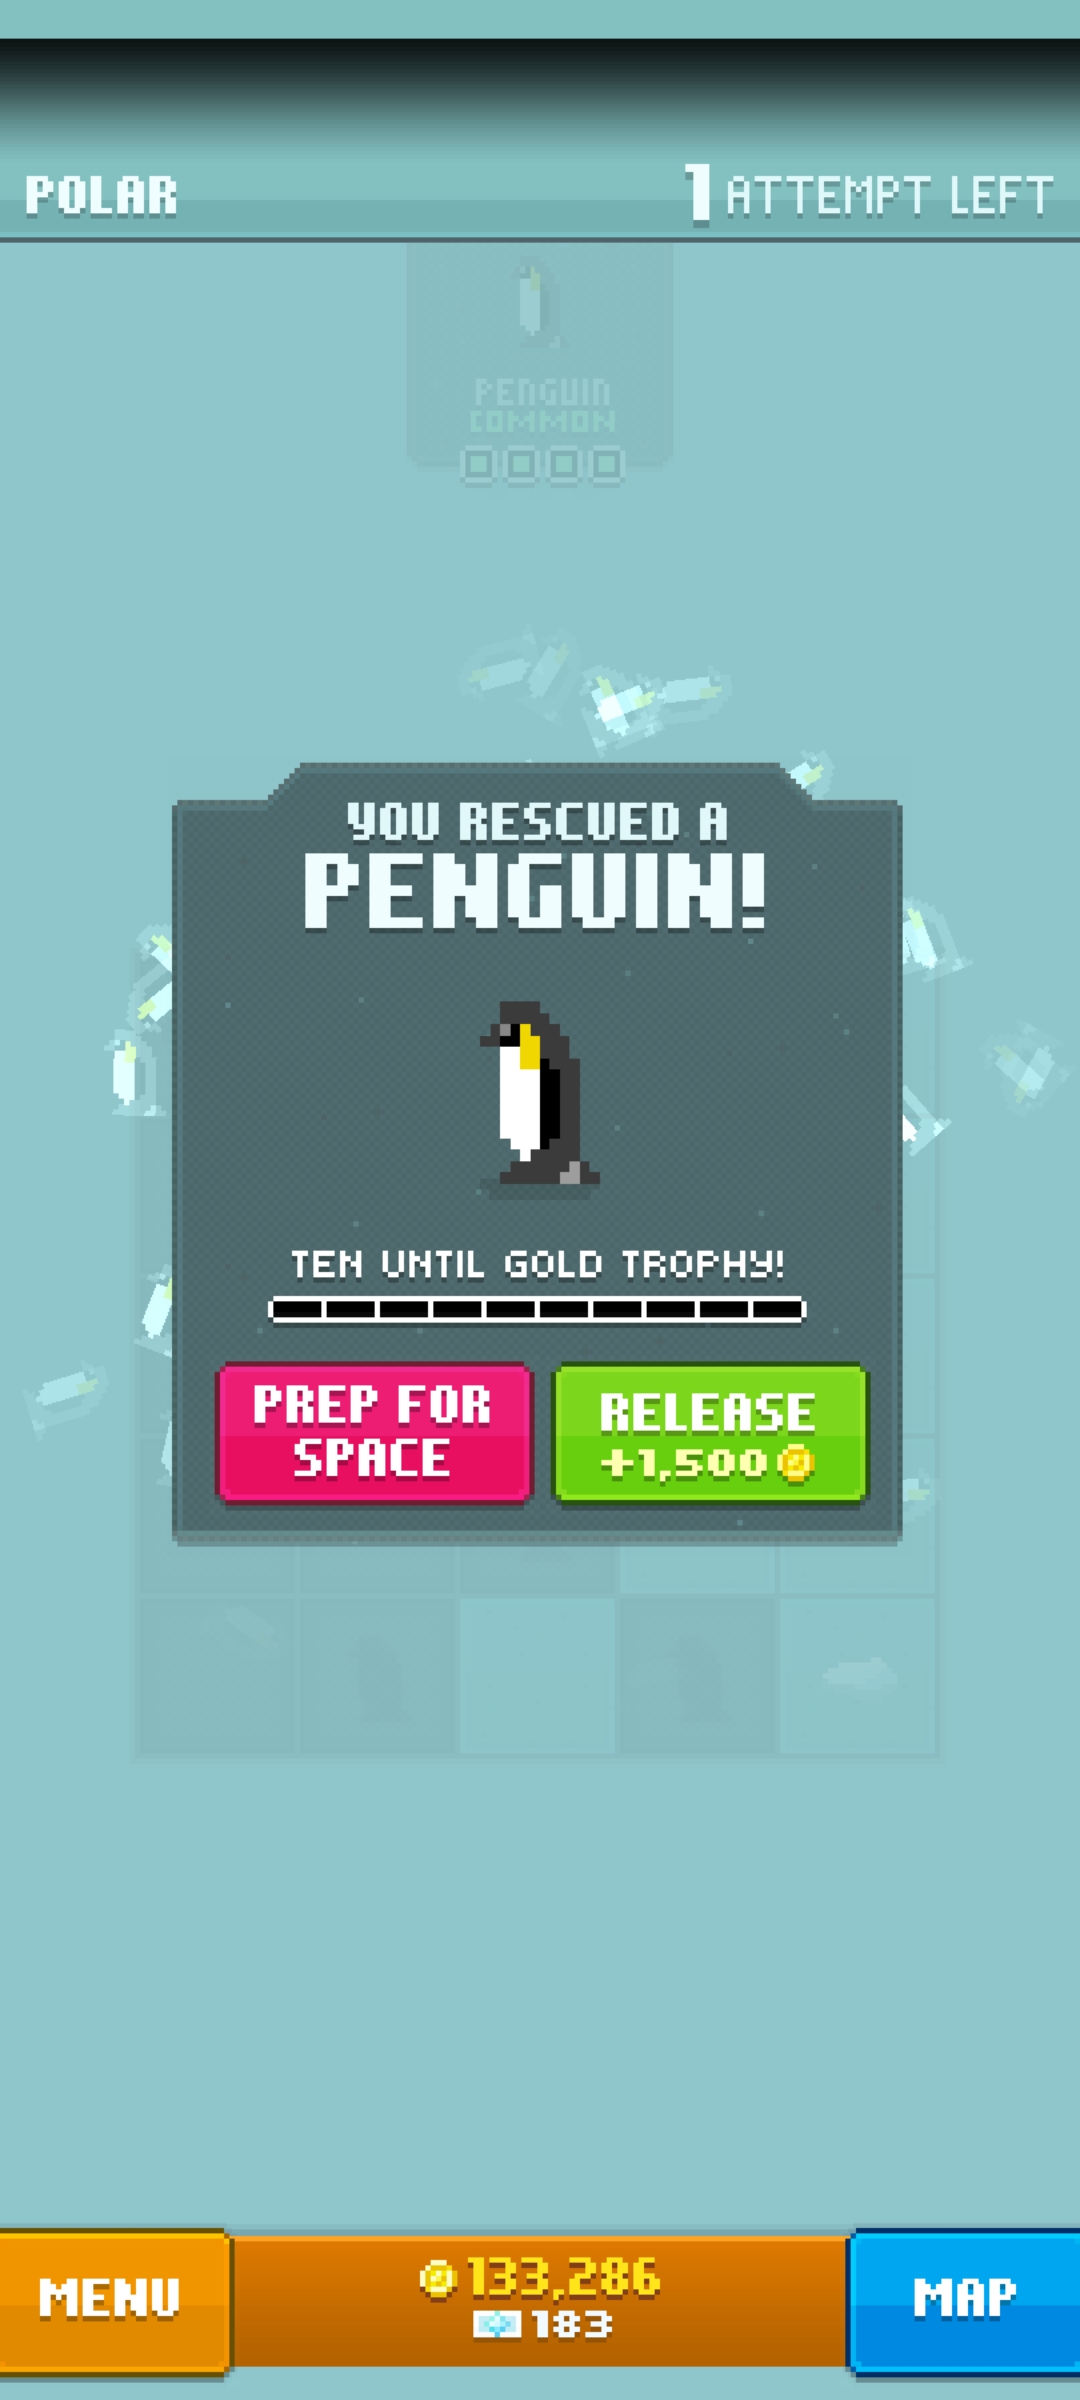 POLAR
1 ATTEMPT LEFT
PENGUIN
COMMON
YOU RESCUED A
PENGUIN!
TEN UNTIL GOLD TROPHY!
PREP FOR
SPACE
RELEASE
+1,500
MENU
133,286
183
MAP